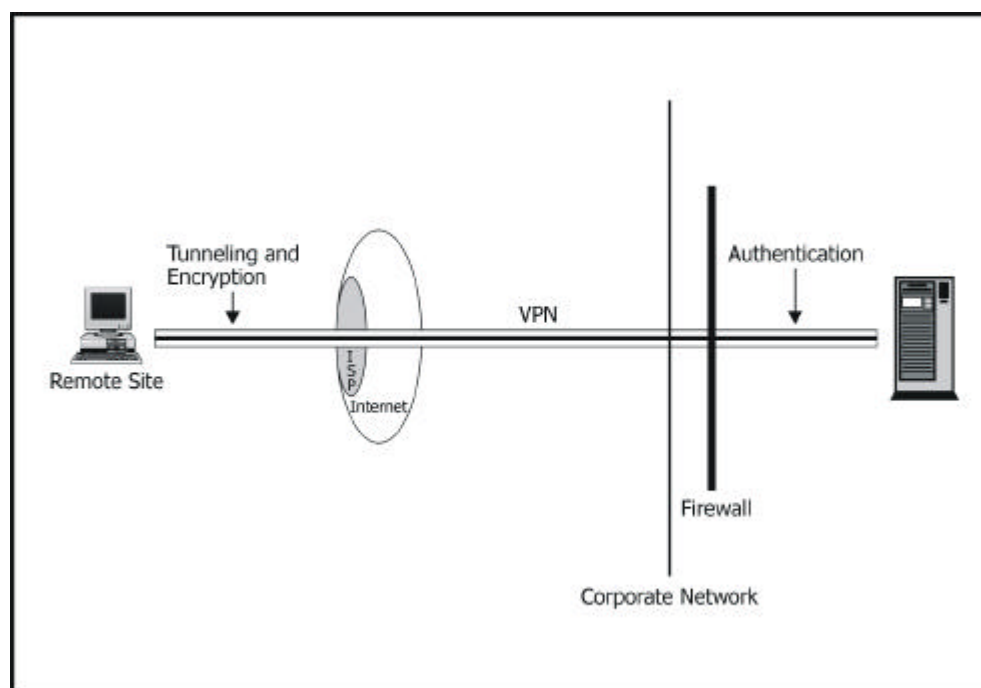 Tunneling and
Encryption
Authentication
VPN
ISP
Internet
Remote Site
Firewall
Corporate Network